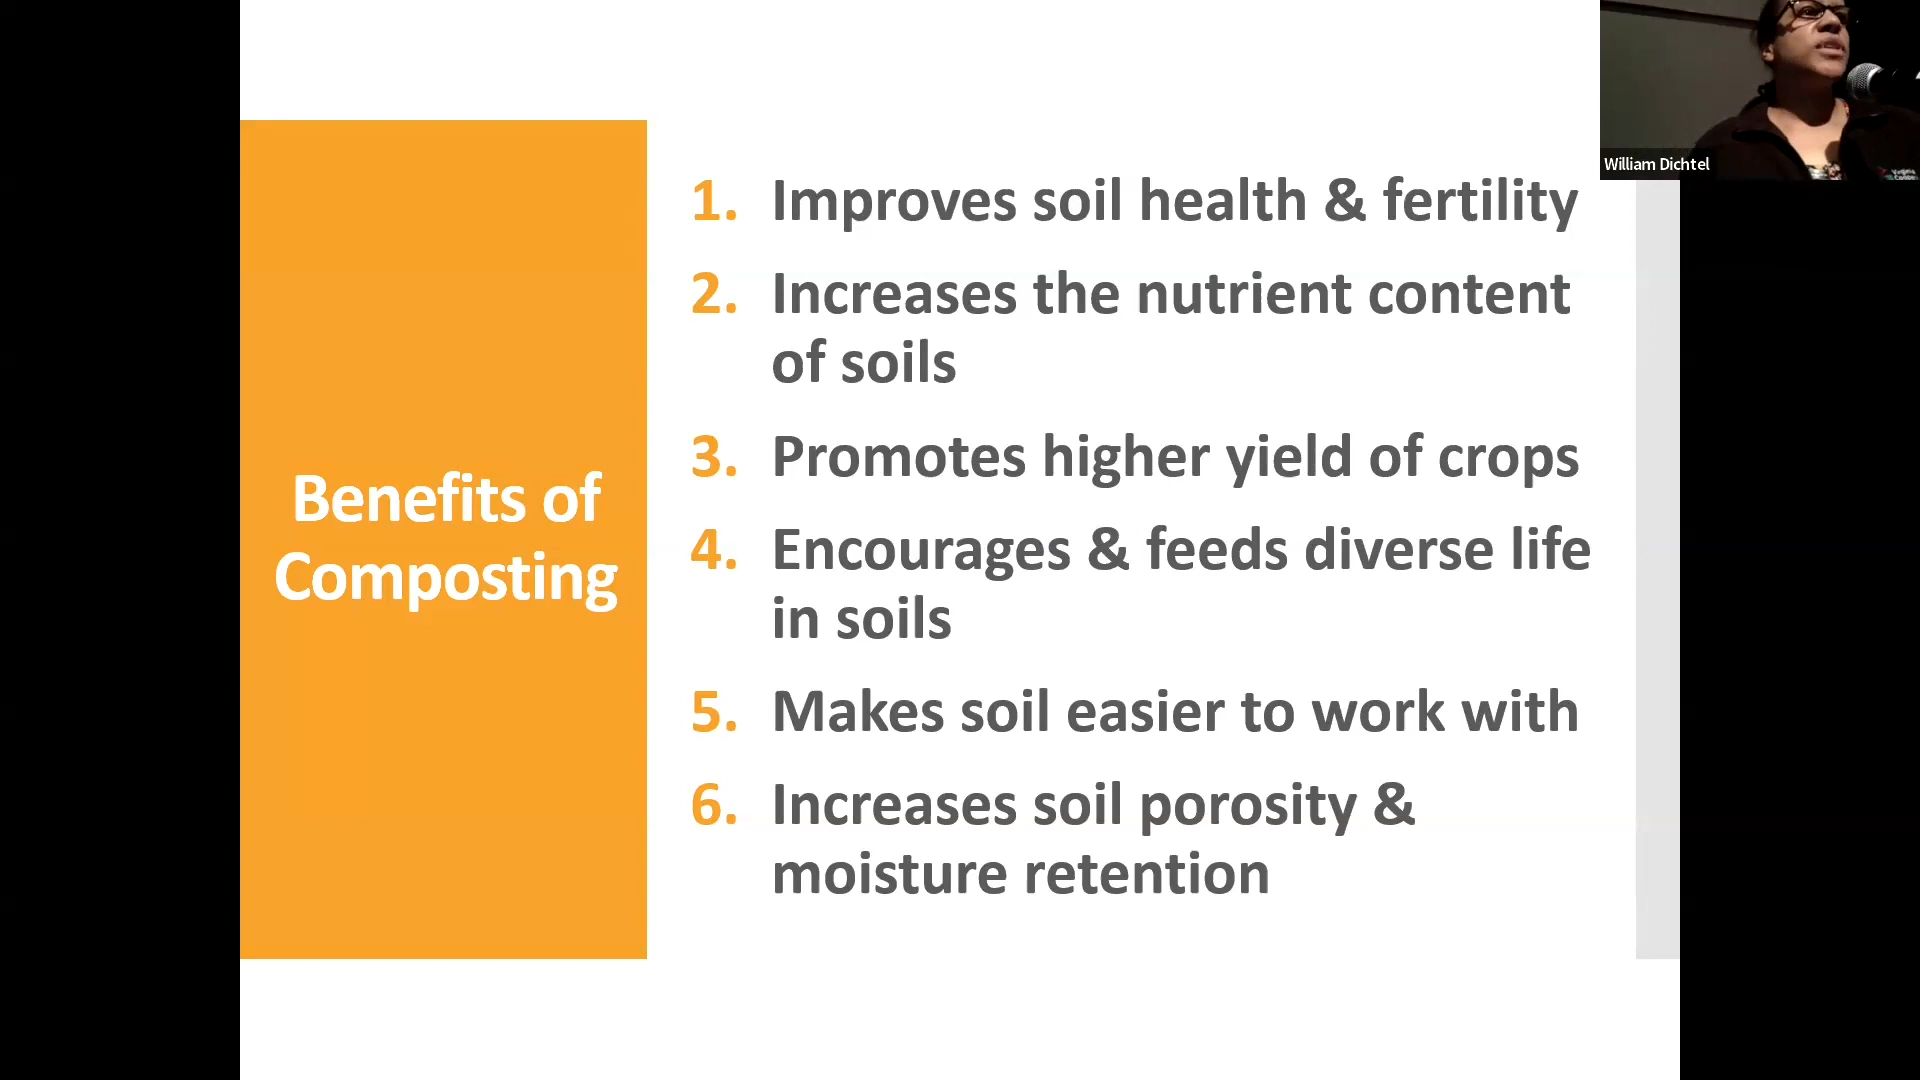 William Dichtel
Benefits of
Composting
1. Improves soil health & fertility
2. Increases the nutrient content
of soils
3. Promotes higher yield of crops
4. Encourages & feeds diverse life
in soils
5. Makes soil easier to work with
6. Increases soil porosity &
moisture retention